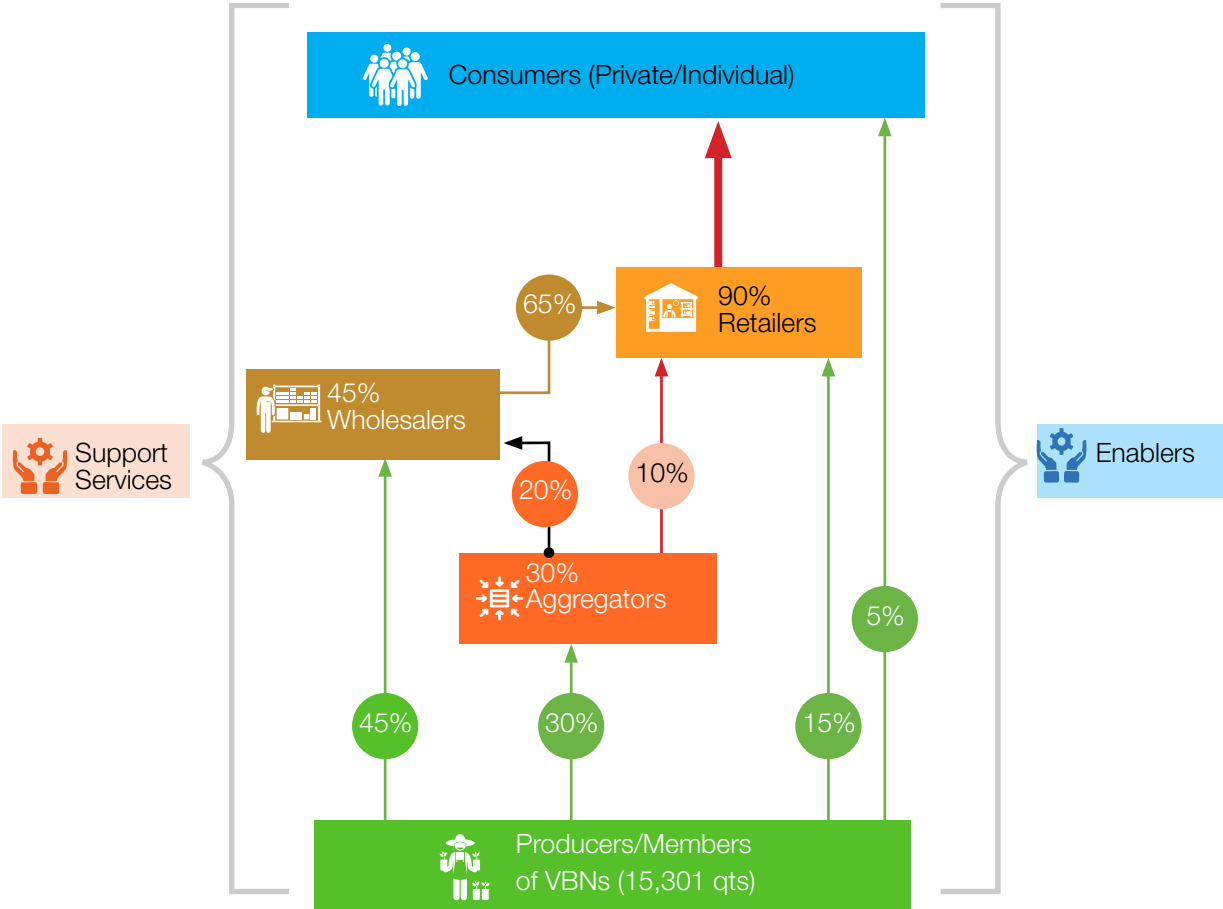 Consumers (Private/Individual)
65%
90%
Retailers
45%
Wholesalers
Support
Services
Enablers
20%
10%
30%
Aggregators
5%
45%
30%
15%
Producers/Members
of VBNs (15,301 qts)